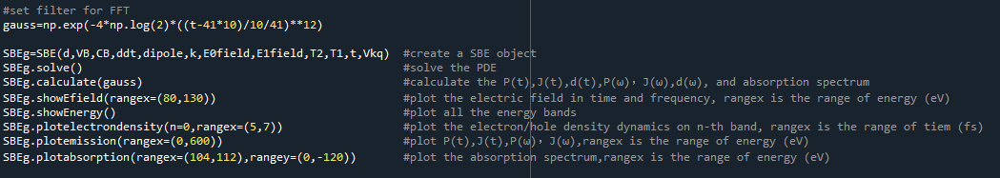 #set filter for FFT
gauss=np.exp(-4*np.log(2)*((t-41*10)/10/41)**12)
SBEg=SBE(d,VB,CB,ddt,dipole,k,E0field,E1field,T2,T1,t,Vkq) #create a SBE object
SBEg.solve() #solve the PDE
SBEg.calculate(gauss) #calculate the P(t),J(t),d(t),P(ω)，J(ω),d(ω), and absorption spectrum
SBEg.showEfield(rangex=(80,130)) #plot the electric field in time and frequency, rangex is the range of energy (eV)
SBEg.showEnergy() #plot all the energy bands
SBEg.plotelectrondensity(n=0,rangex=(5,7)) #plot the electron/hole density dynamics on n-th band, rangex is the range of tiem (fs)
SBEg.plotemission(rangex=(0,600)) #plot P(t),J(t),P(ω)，J(ω),rangex is the range of energy (eV)
SBEg.plotabsorption(rangex=(104,112),rangey=(0,-120)) #plot the absorption spectrum,rangex is the range of energy (eV)